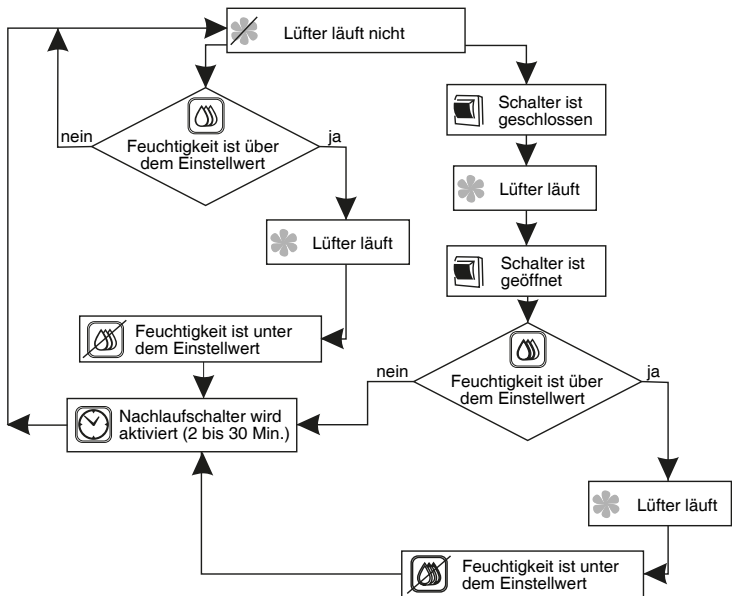 Lüfter läuft nicht
Schalter ist
geschlossen
nein
ja
Feuchtigkeit ist über
dem Einstellwert
Lüfter läuft
Lüfter läuft
Schalter ist
geöffnet
Feuchtigkeit ist unter
dem Einstellwert
nein
ja
Feuchtigkeit ist über
dem Einstellwert
Nachlaufschalter wird
aktiviert (2 bis 30 Min.)
Lüfter läuft
Feuchtigkeit ist unter
dem Einstellwert